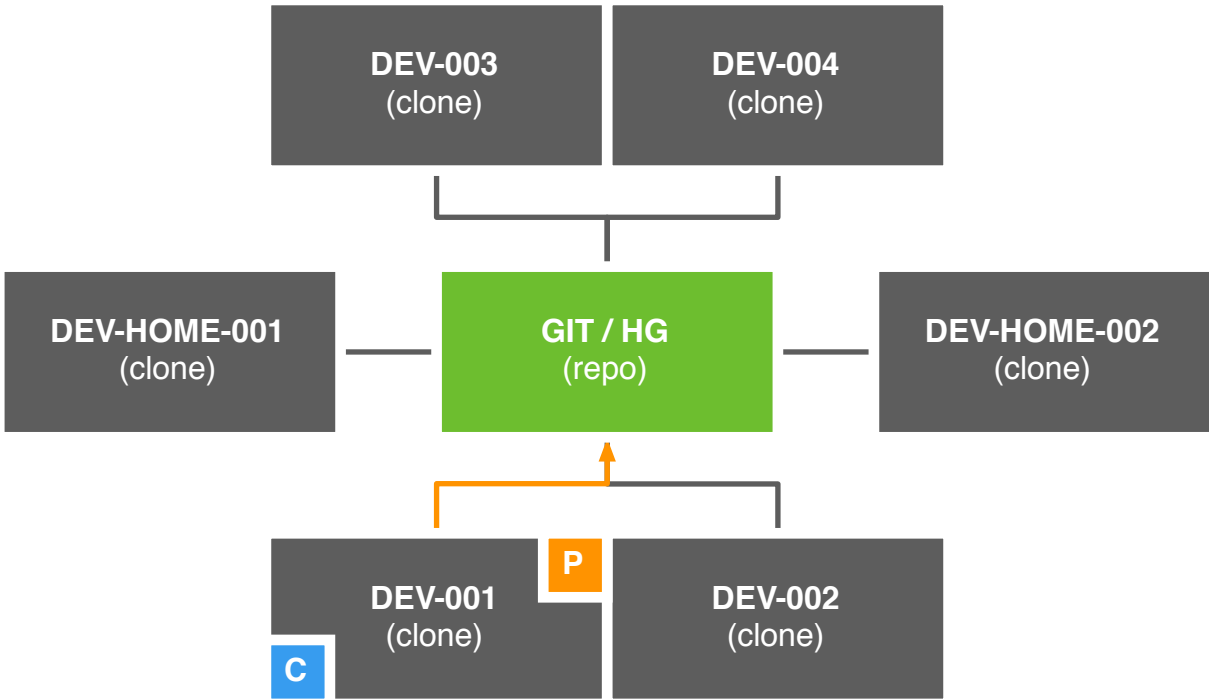 DEV-003
(clone)
DEV-004
(clone)
DEV-HOME-001
(clone)
GIT / HG
(repo)
DEV-HOME-002
(clone)
P
DEV-001
(clone)
C
DEV-002
(clone)